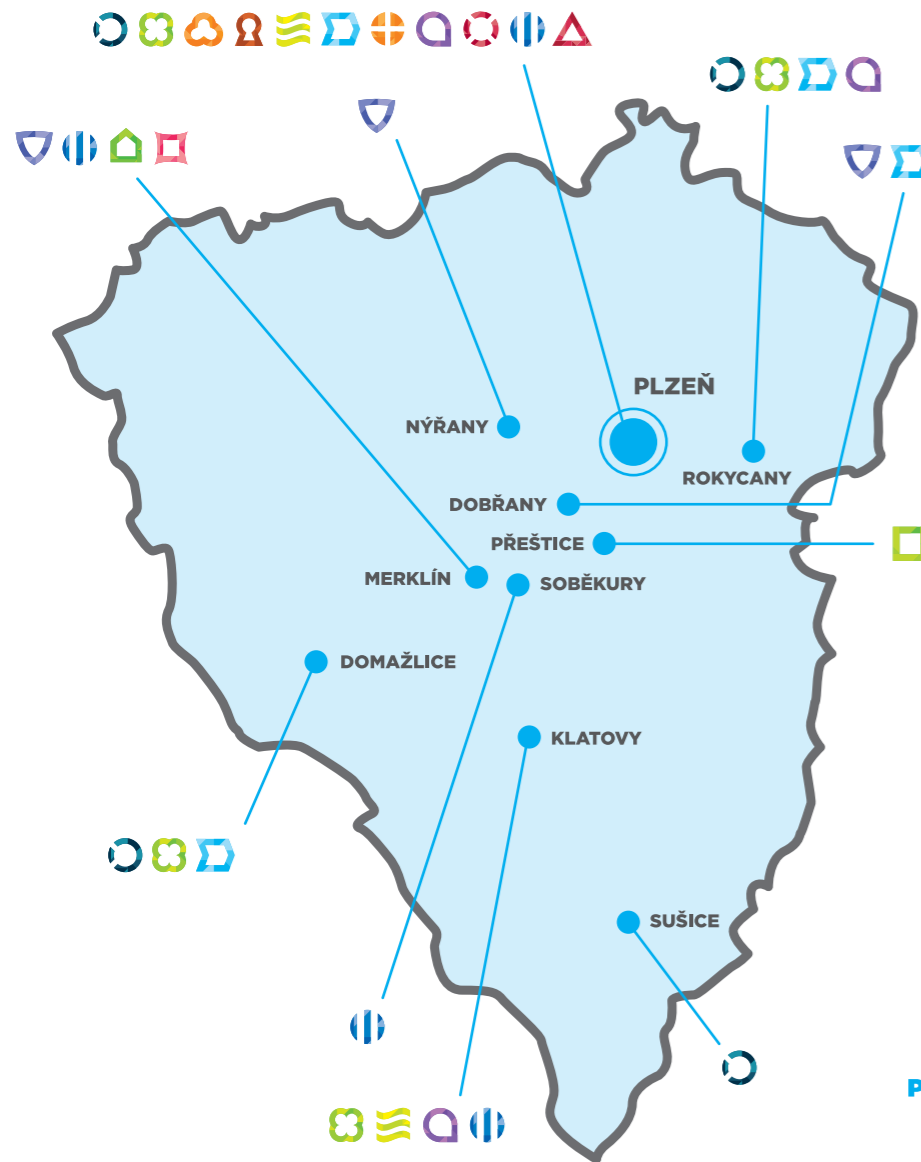 PLZEŇ
NÝŘANY
ROKYCANY
DOBŘANY
PŘEŠTICE
MERKLÍN
SOBĚKURY
DOMAŽLICE
KLATOVY
SUŠICE
P